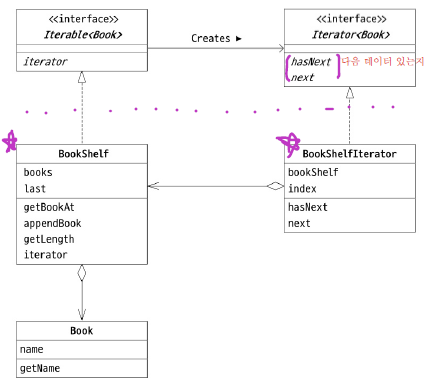 <<interface>>
Iterable<Book>
iterator
Creates ►
<<interface>>
Iterator<Book>
hasNext
next
다음 데이터 있는지
BookShelf
books
last
getBookAt
appendBook
getLength
iterator
BookShelfIterator
bookShelf
index
hasNext
next
Book
name
getName